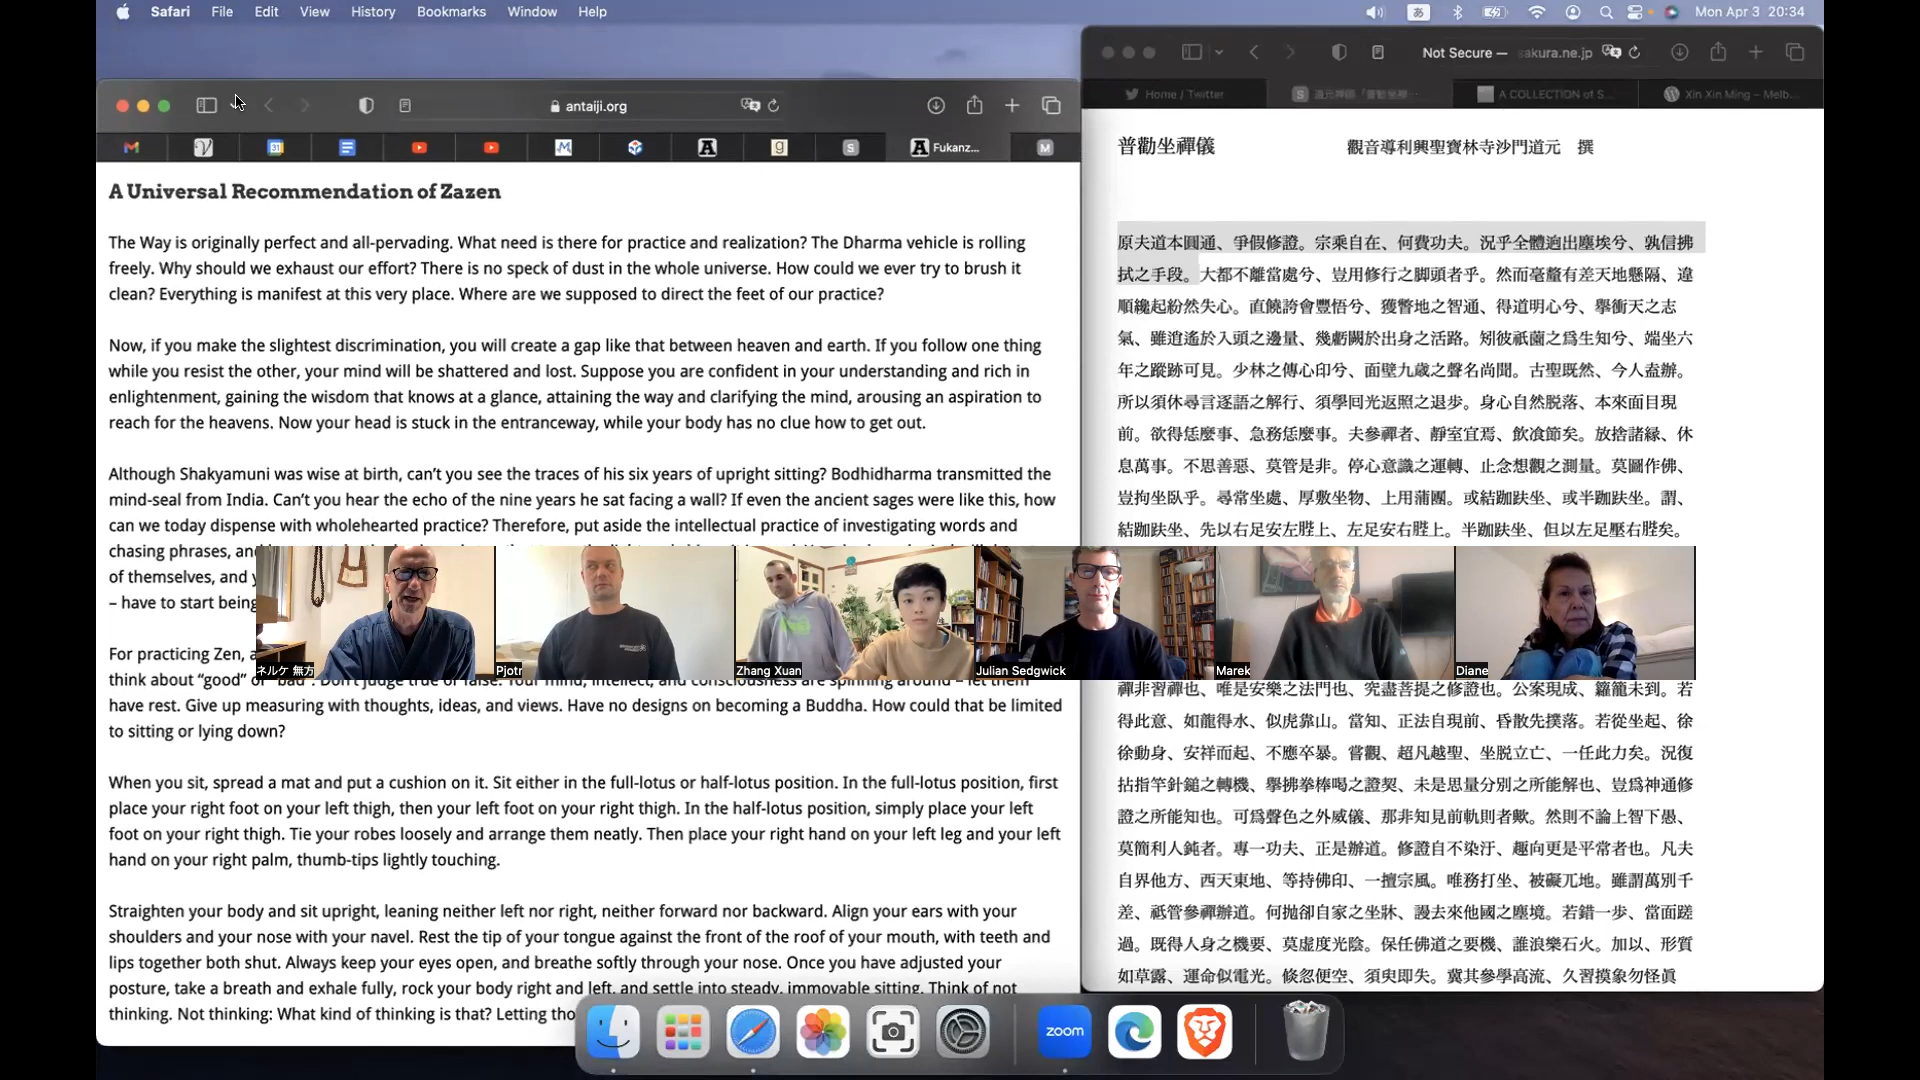 Safari File Edit View History Bookmarks Window Help
あ
Mon Apr 3 20:34
antaiji.org
Not Secure — sakura.ne.jp
Home / Twitter
A COLLECTION of S...
Xin Xin Ming – Melb...
Fukanz...
A Universal Recommendation of Zazen
The Way is originally perfect and all-pervading. What need is there for practice and realization? The Dharma vehicle is rolling
freely. Why should we exhaust our effort? There is no speck of dust in the whole universe. How could we ever try to brush it
clean? Everything is manifest at this very place. Where are we supposed to direct the feet of our practice?
Now, if you make the slightest discrimination, you will create a gap like that between heaven and earth. If you follow one thing
while you resist the other, your mind will be shattered and lost. Suppose you are confident in your understanding and rich in
enlightenment, gaining the wisdom that knows at a glance, attaining the way and clarifying the mind, arousing an aspiration to
reach for the heavens. Now your head is stuck in the entranceway, while your body has no clue how to get out.
Although Shakyamuni was wise at birth, can’t you see the traces of his six years of upright sitting? Bodhidharma transmitted the
mind-seal from India. Can’t you hear the echo of the nine years he sat facing a wall? If even the ancient sages were like this, how
can we today dispense with wholehearted practice? Therefore, put aside the intellectual practice of investigating words and
chasing phrases, and
of themselves, and y
– have to start being
For practicing Zen, a
think about “good” or “bad”. Don’t judge true or false. Your mind, intellect, and consciousness are spinning around – let them
have rest. Give up measuring with thoughts, ideas, and views. Have no designs on becoming a Buddha. How could that be limited
to sitting or lying down?
When you sit, spread a mat and put a cushion on it. Sit either in the full-lotus or half-lotus position. In the full-lotus position, first
place your right foot on your left thigh, then your left foot on your right thigh. In the half-lotus position, simply place your left
foot on your right thigh. Tie your robes loosely and arrange them neatly. Then place your right hand on your left leg and your left
hand on your right palm, thumb-tips lightly touching.
Straighten your body and sit upright, leaning neither left nor right, neither forward nor backward. Align your ears with your
shoulders and your nose with your navel. Rest the tip of your tongue against the front of the roof of your mouth, with teeth and
lips together both shut. Always keep your eyes open, and breathe softly through your nose. Once you have adjusted your
posture, take a breath and exhale fully, rock your body right and left, and settle into steady, immovable sitting. Think of not
thinking. Not thinking: What kind of thinking is that? Letting tho
普勸坐禪儀 觀音導利興聖寶林寺沙門道元 撰
原夫道本圓通、爭假修證。宗乘自在、何費功夫。況乎全體逈出塵埃兮、孰信拂
拭之手段。大都不離當處兮、豈用修行之脚頭者乎。然而毫釐有差天地懸隔、違
順纔起紛然失心。直饒誇會豐悟兮、獲瞥地之智通、得道明心兮、擧衝天之志
氣、雖逍遙於入頭之邊量、幾虧闕於出身之活路。矧彼祇薗之爲生知兮、端坐六
年之蹤跡可見。少林之傳心印兮、面壁九歳之聲名尚聞。古聖既然、今人盍辦。
所以須休尋言逐語之解行、須學囘光返照之退歩。身心自然脱落、本來面目現
前。欲得恁麼事、急務恁麼事。夫參禪者、靜室宜焉、飮飡節矣。放捨諸縁、休
息萬事。不思善惡、莫管是非。停心意識之運轉、止念想觀之測量。莫圖作佛、
豈拘坐臥乎。尋常坐處、厚敷坐物、上用蒲團。或結跏趺坐、或半跏趺坐。謂、
結跏趺坐、先以右足安左䏶上、左足安右䏶上。半跏趺坐、但以左足壓右䏶矣。
禪非習禪也、唯是安樂之法門也、究盡菩提之修證也。公案現成、籮籠未到。若
得此意、如龍得水、似虎靠山。當知、正法自現前、昏散先撲落。若從坐起、徐
徐動身、安祥而起、不應卒暴。嘗觀、超凡越聖、坐脱立亡、一任此力矣。況復
拈指竿針鎚之轉機、擧拂拳棒喝之證契、未是思量分別之所能解也、豈爲神通修
證之所能知也。可爲聲色之外威儀、那非知見前軌則者歟。然則不論上智下愚、
莫簡利人鈍者。專一功夫、正是辦道。修證自不染汙、趣向更是平常者也。凡夫
自界他方、西天東地、等持佛印、一擅宗風。唯務打坐、被礙兀地。雖謂萬別千
差、祇管參禪辦道。何抛卻自家之坐牀、謾去來他國之塵境。若錯一歩、當面蹉
過。既得人身之機要、莫虚度光陰。保任佛道之要機、誰浪樂石火。加以、形質
如草露、運命似電光。倏忽便空、須臾即失。冀其參學高流、久習摸象勿怪眞
ネルケ 無方
Pjotr
Zhang Xuan
Julian Sedgwick
Marek
Diane
zoom